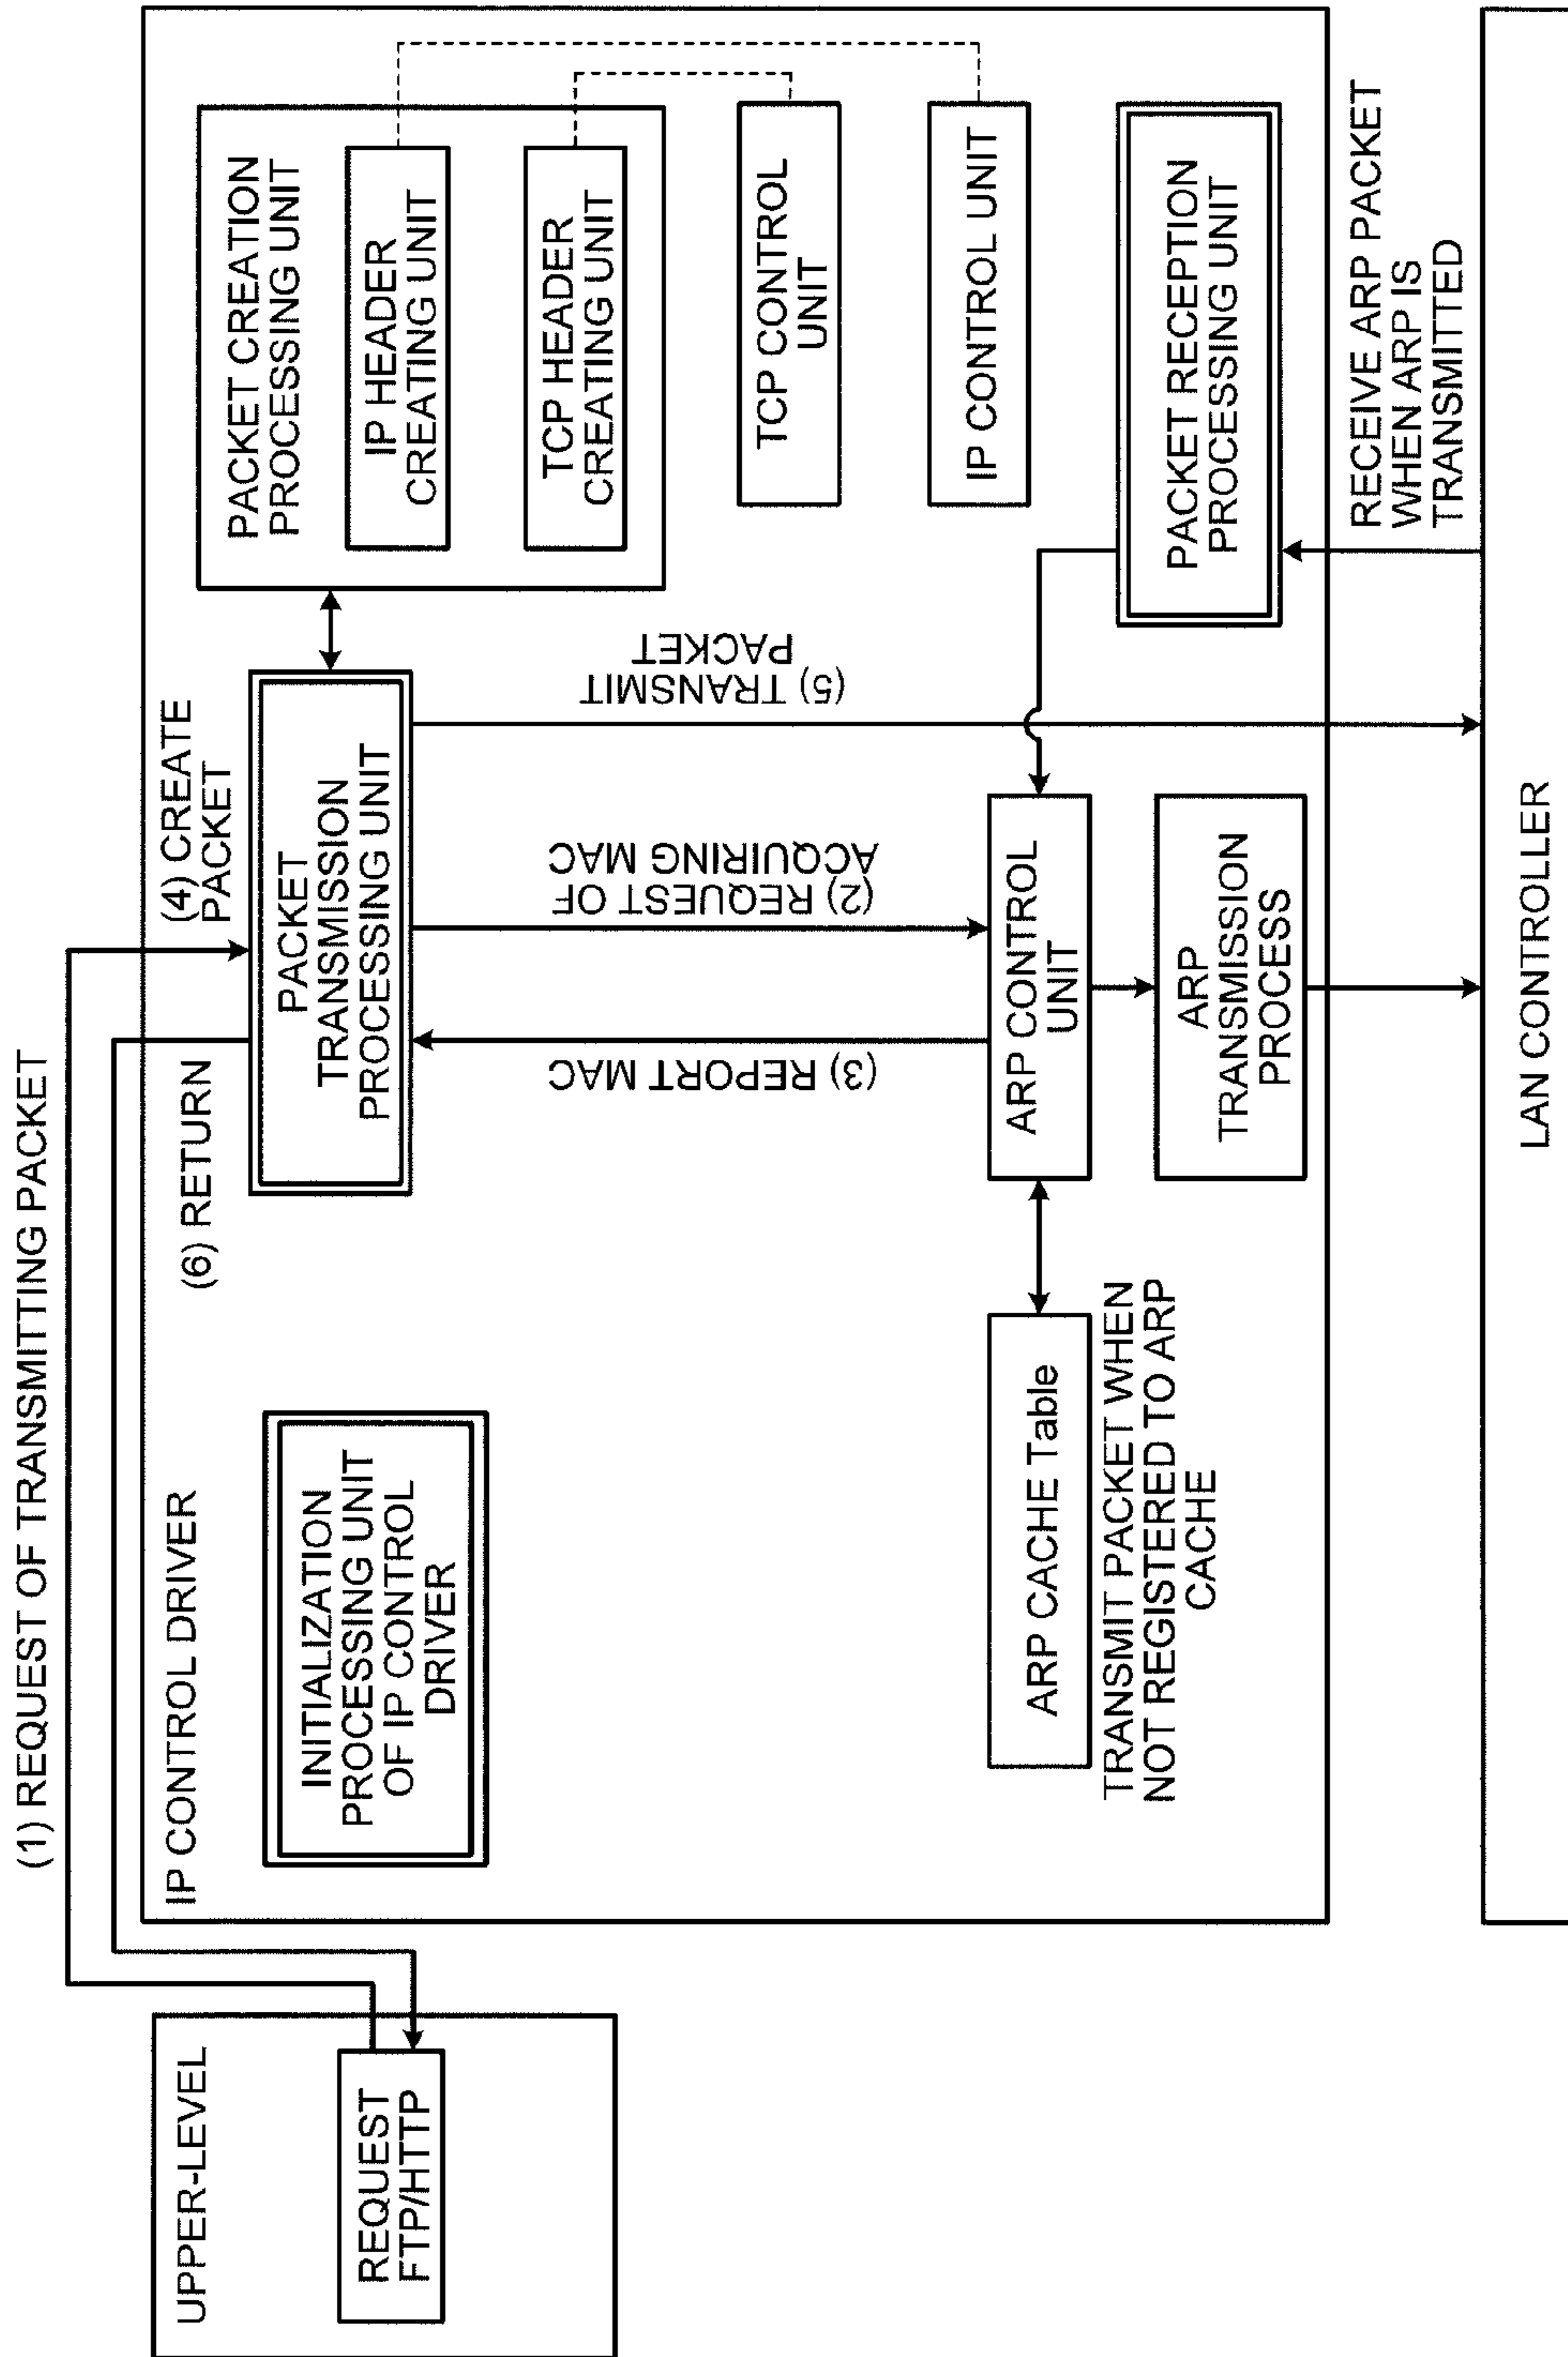 (1) REQUEST OF TRANSMITTING PACKET
UPPER-LEVEL
REQUEST
FTP/HTTP
IP CONTROL DRIVER
(6) RETURN
(4) CREATE
PACKET
INITIALIZATION
PROCESSING UNIT
OF IP CONTROL
DRIVER
PACKET
TRANSMISSION
PROCESSING UNIT
PACKET CREATION
PROCESSING UNIT
IP HEADER
CREATING UNIT
TCP HEADER
CREATING UNIT
(3) REPORT MAC
(2) REQUEST OF
ACQUIRING MAC
(5) TRANSMIT
PACKET
TCP CONTROL
UNIT
IP CONTROL UNIT
ARP CACHE Table
TRANSMIT PACKET WHEN
NOT REGISTERED TO ARP
CACHE
ARP CONTROL
UNIT
ARP
TRANSMISSION
PROCESS
PACKET RECEPTION
PROCESSING UNIT
RECEIVE ARP PACKET
WHEN ARP IS
TRANSMITTED
LAN CONTROLLER